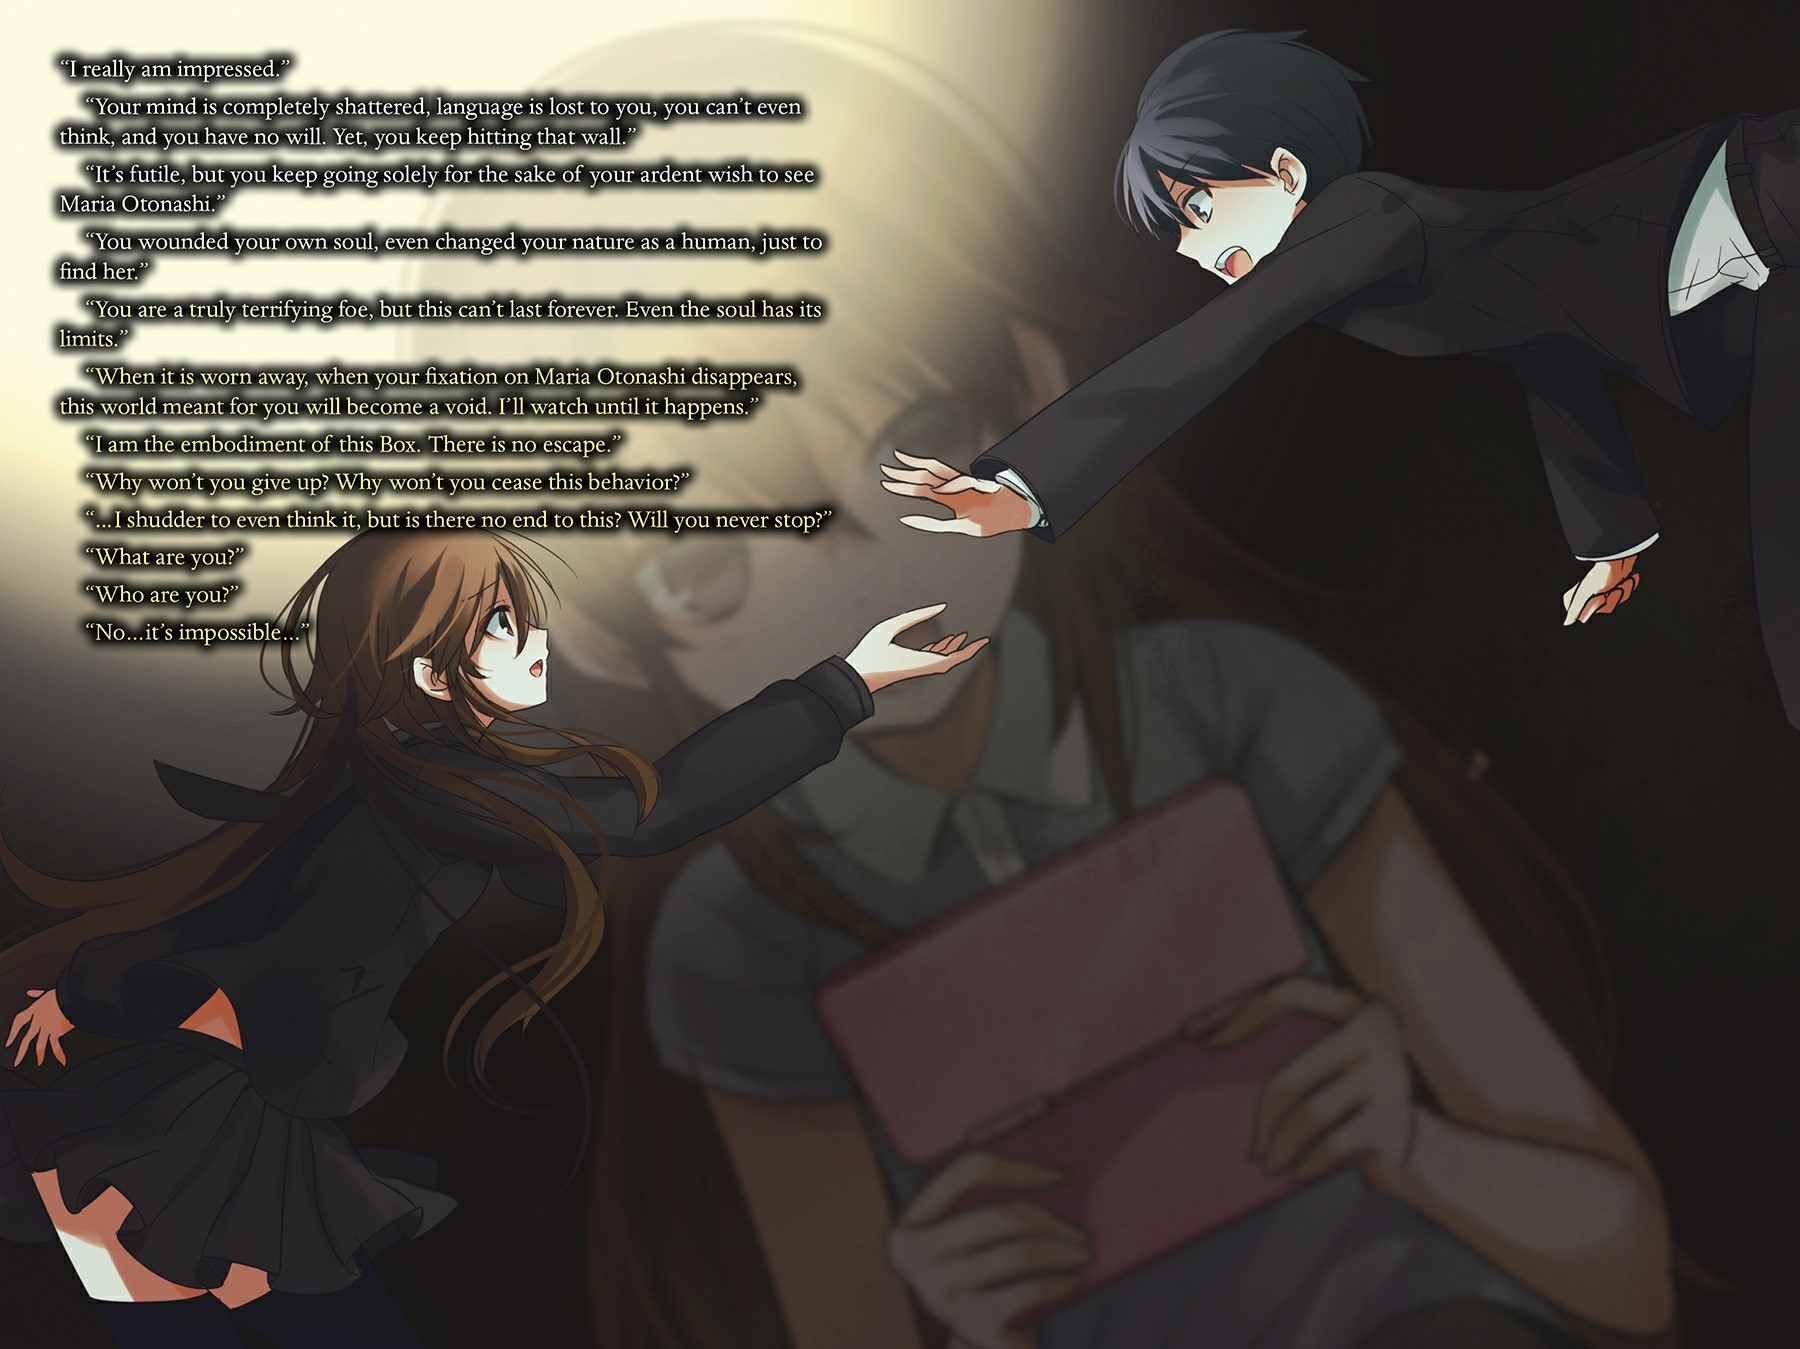 “I really am impressed.”
“Your mind is completely shattered, language is lost to you, you can’t even
think, and you have no will. Yet, you keep hitting that wall.”
“It’s futile, but you keep going solely for the sake of your ardent wish to see
Maria Otonashi.”
“You wounded your own soul, even changed your nature as a human, just to
find her.”
“You are a truly terrifying foe, but this can’t last forever. Even the soul has its
limits.”
“When it is worn away, when your fixation on Maria Otonashi disappears,
this world meant for you will become a void. I’ll watch until it happens.”
“I am the embodiment of this Box. There is no escape.”
“Why won’t you give up? Why won’t you cease this behavior?”
“…I shudder to even think it, but is there no end to this? Will you never stop?”
“What are you?”
“Who are you?”
“No…it’s impossible…”